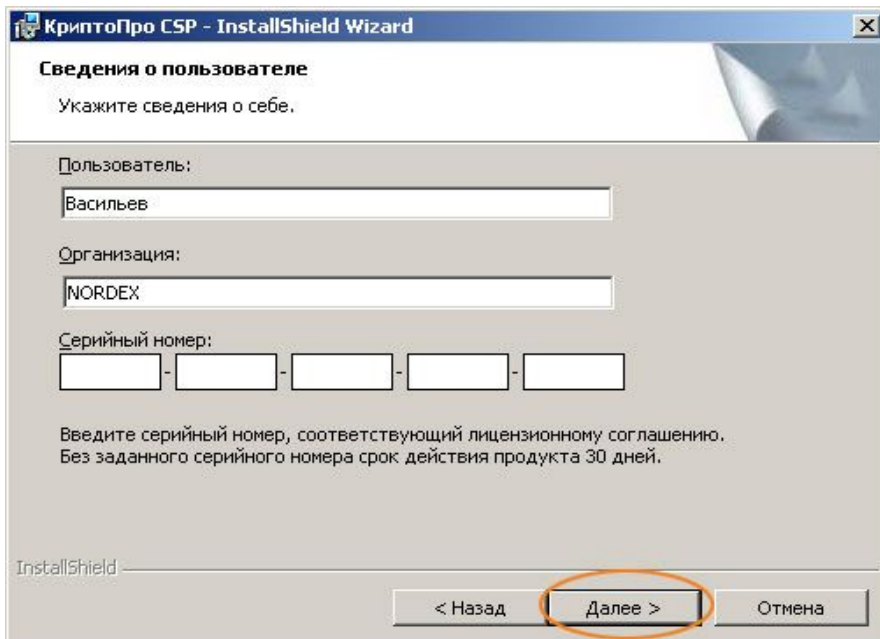 КриптоПро CSP - InstallShield Wizard
Сведения о пользователе
Укажите сведения о себе.
Пользователь:
Васильев
Организация:
NORDEX
Серийный номер:
- - - -
Введите серийный номер, соответствующий лицензионному соглашению.
Без заданного серийного номера срок действия продукта 30 дней.
InstallShield
< Назад Далее > Отмена